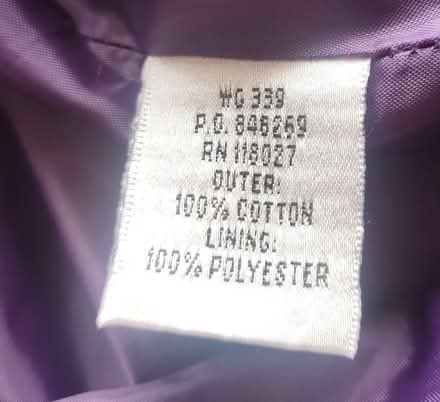 WG 339
P.O. 846269
RN 118027
OUTER:
100% COTTON
LINING:
100% POLYESTER